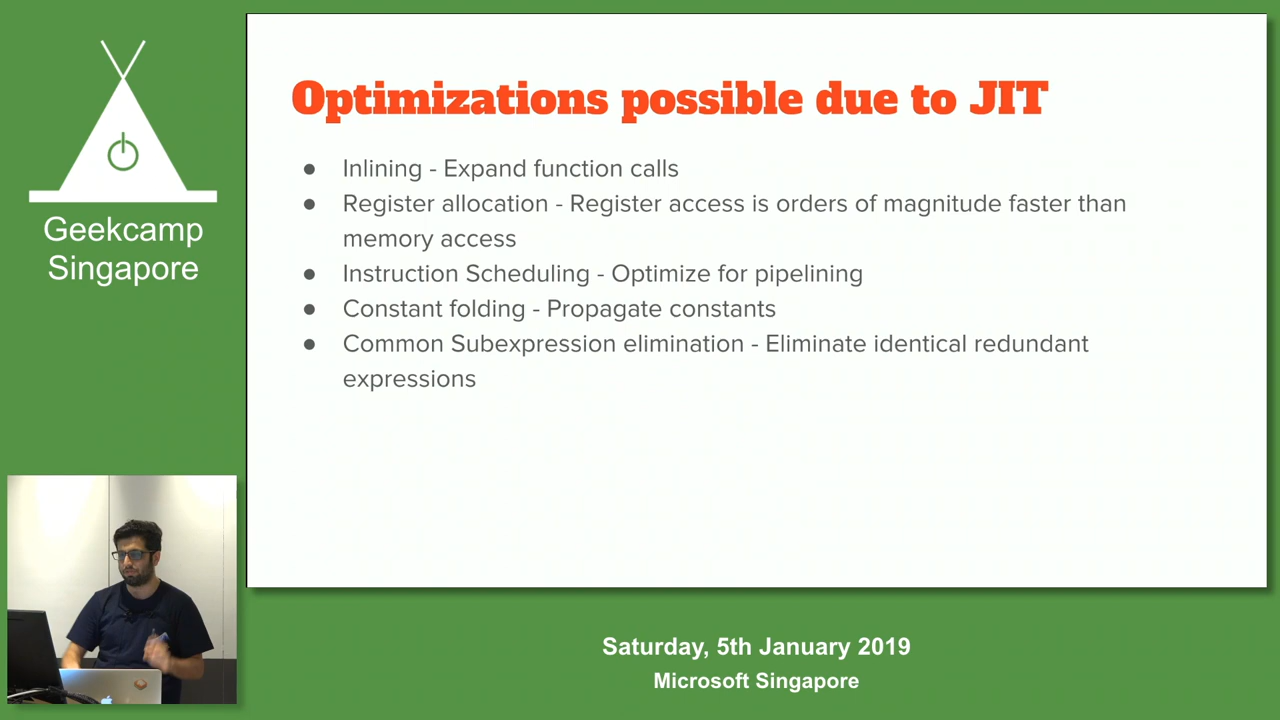 Geekcamp
Singapore
Optimizations possible due to JIT
● Inlining - Expand function calls
● Register allocation - Register access is orders of magnitude faster than
memory access
● Instruction Scheduling - Optimize for pipelining
● Constant folding - Propagate constants
● Common Subexpression elimination - Eliminate identical redundant
expressions
Saturday, 5th January 2019
Microsoft Singapore